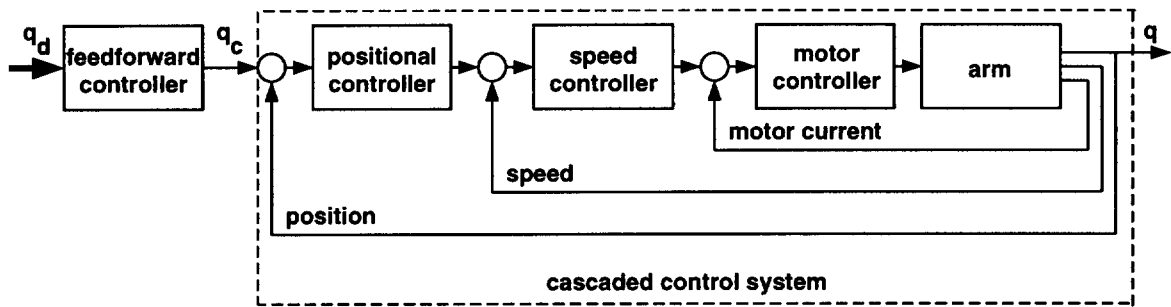 q_d
feedforward
controller
q_c
positional
controller
speed
controller
motor
controller
arm
q
motor current
speed
position
cascaded control system